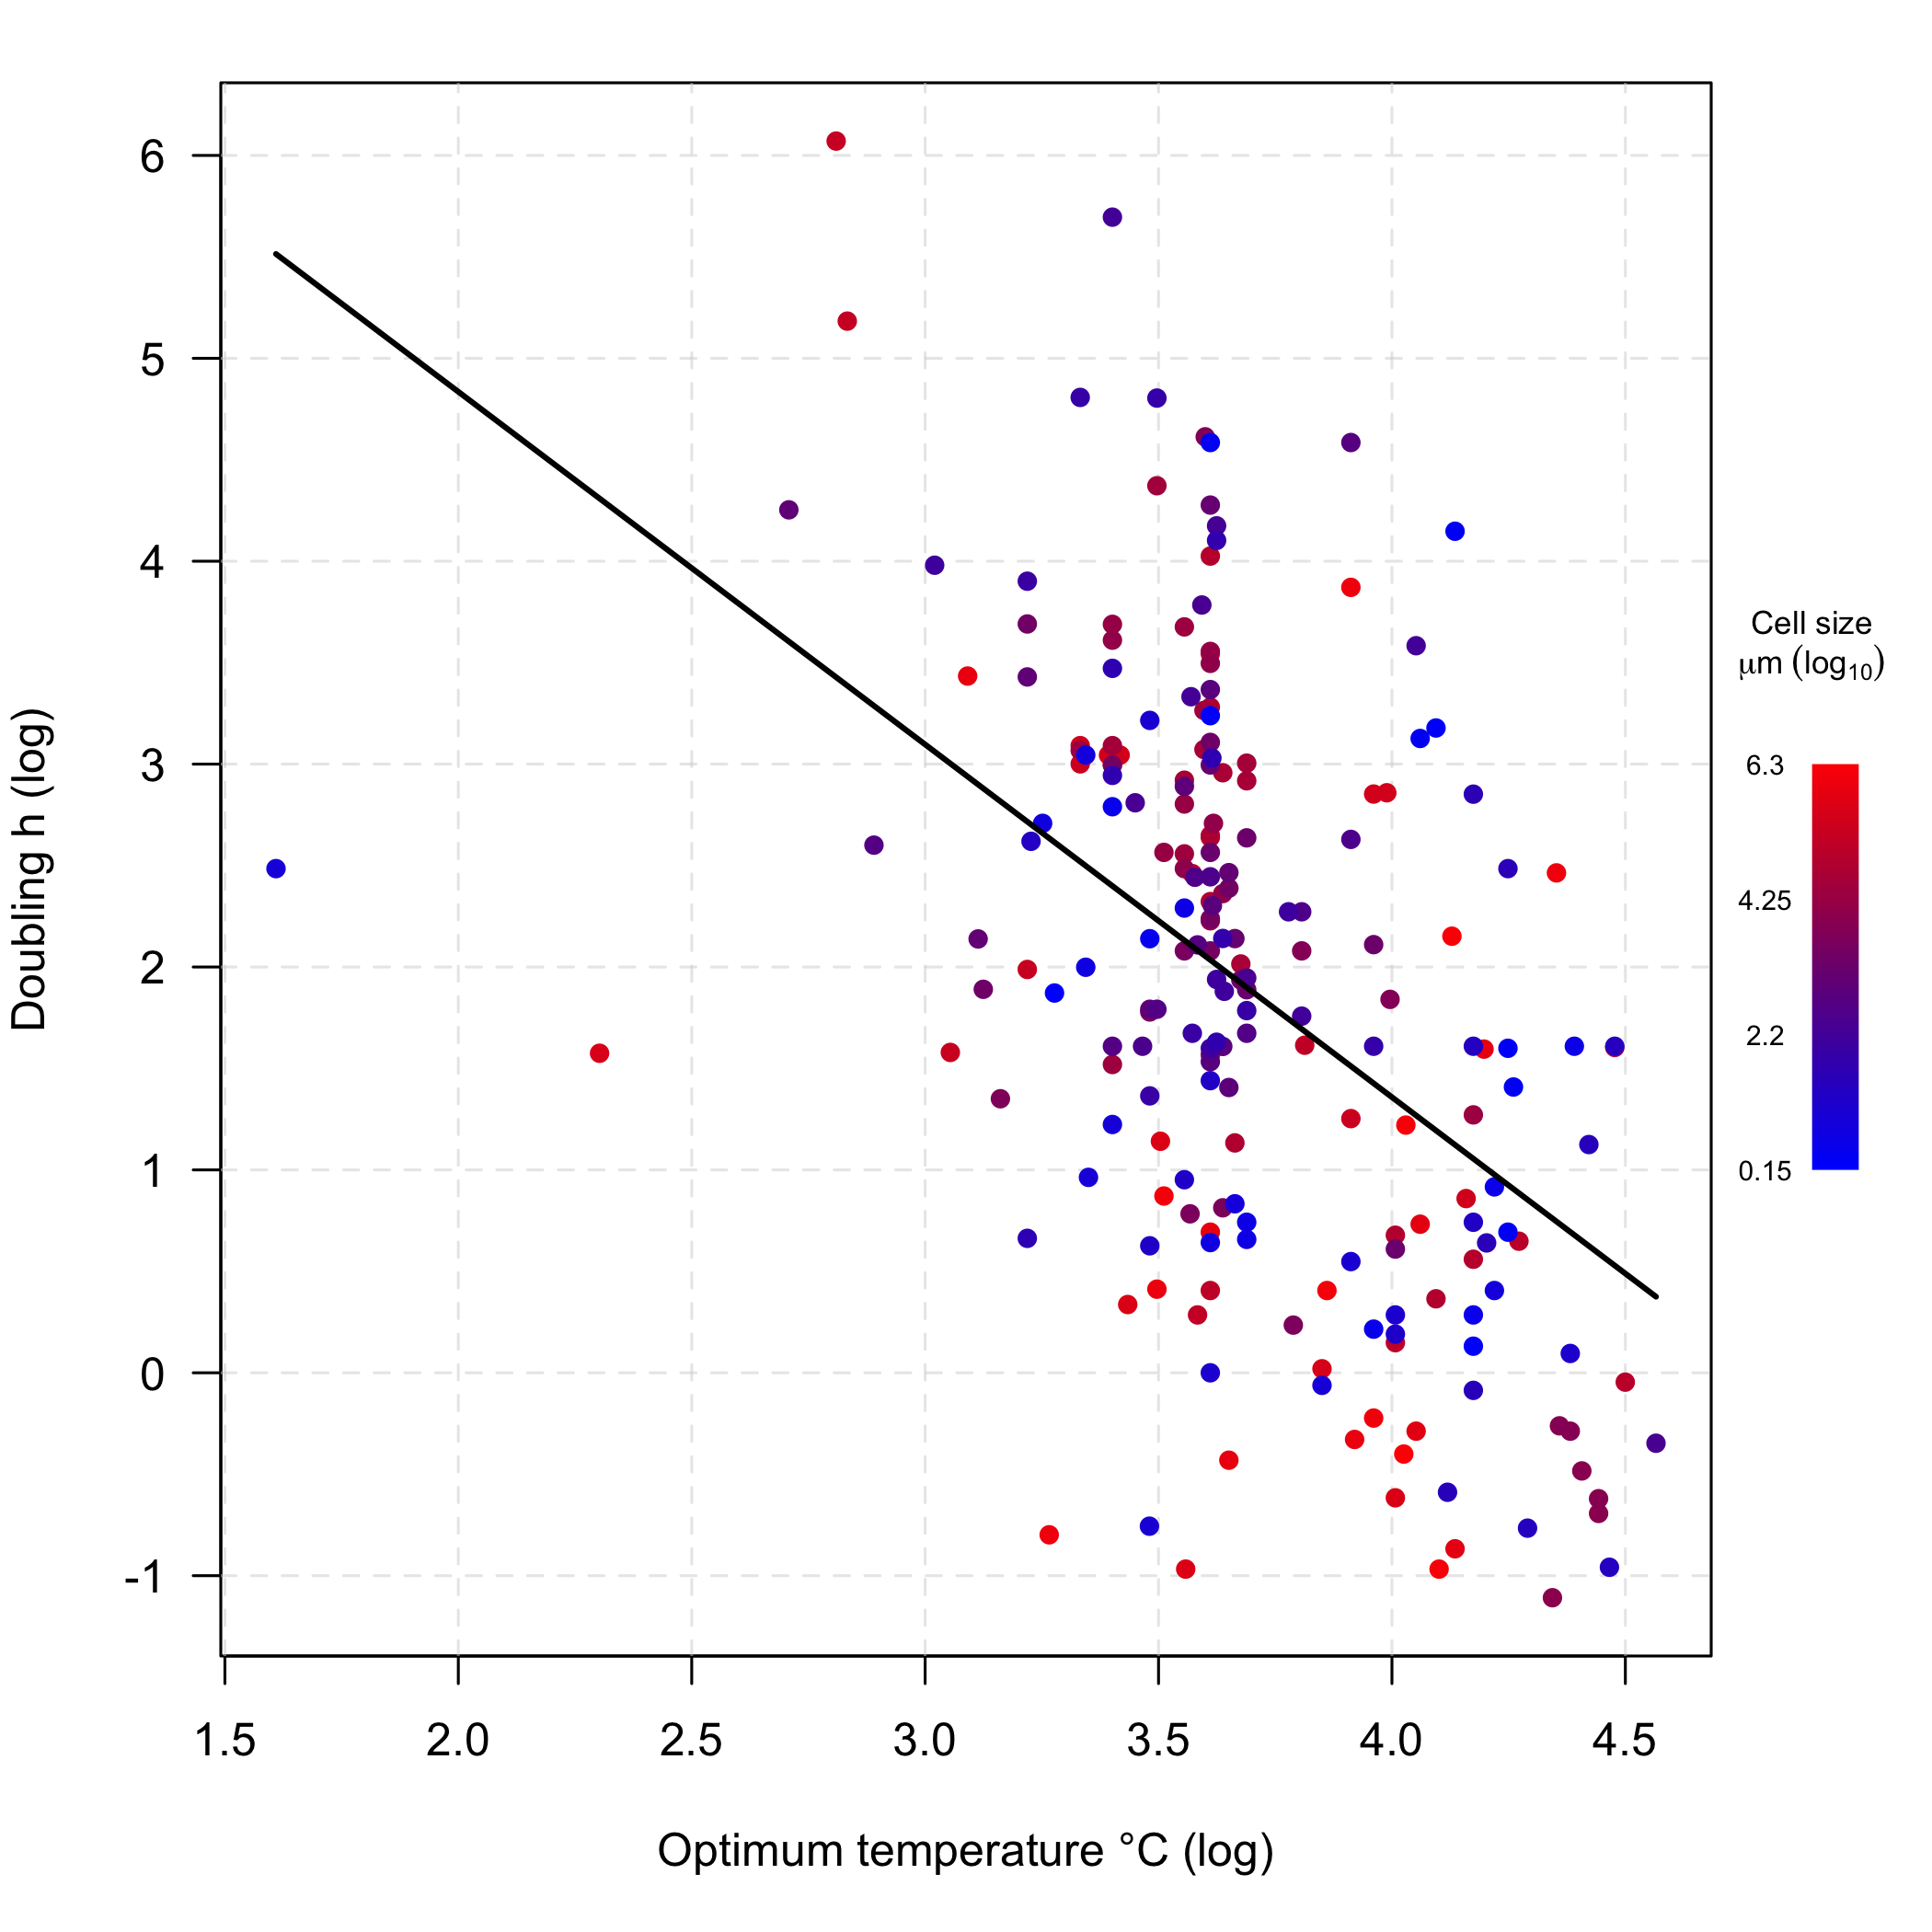 6
5
4
3
2
1
0
-1
Doubling h (log)
1.5 2.0 2.5 3.0 3.5 4.0 4.5
Optimum temperature °C (log)
Cell size
μm (log₁₀)
6.3
4.25
2.2
0.15